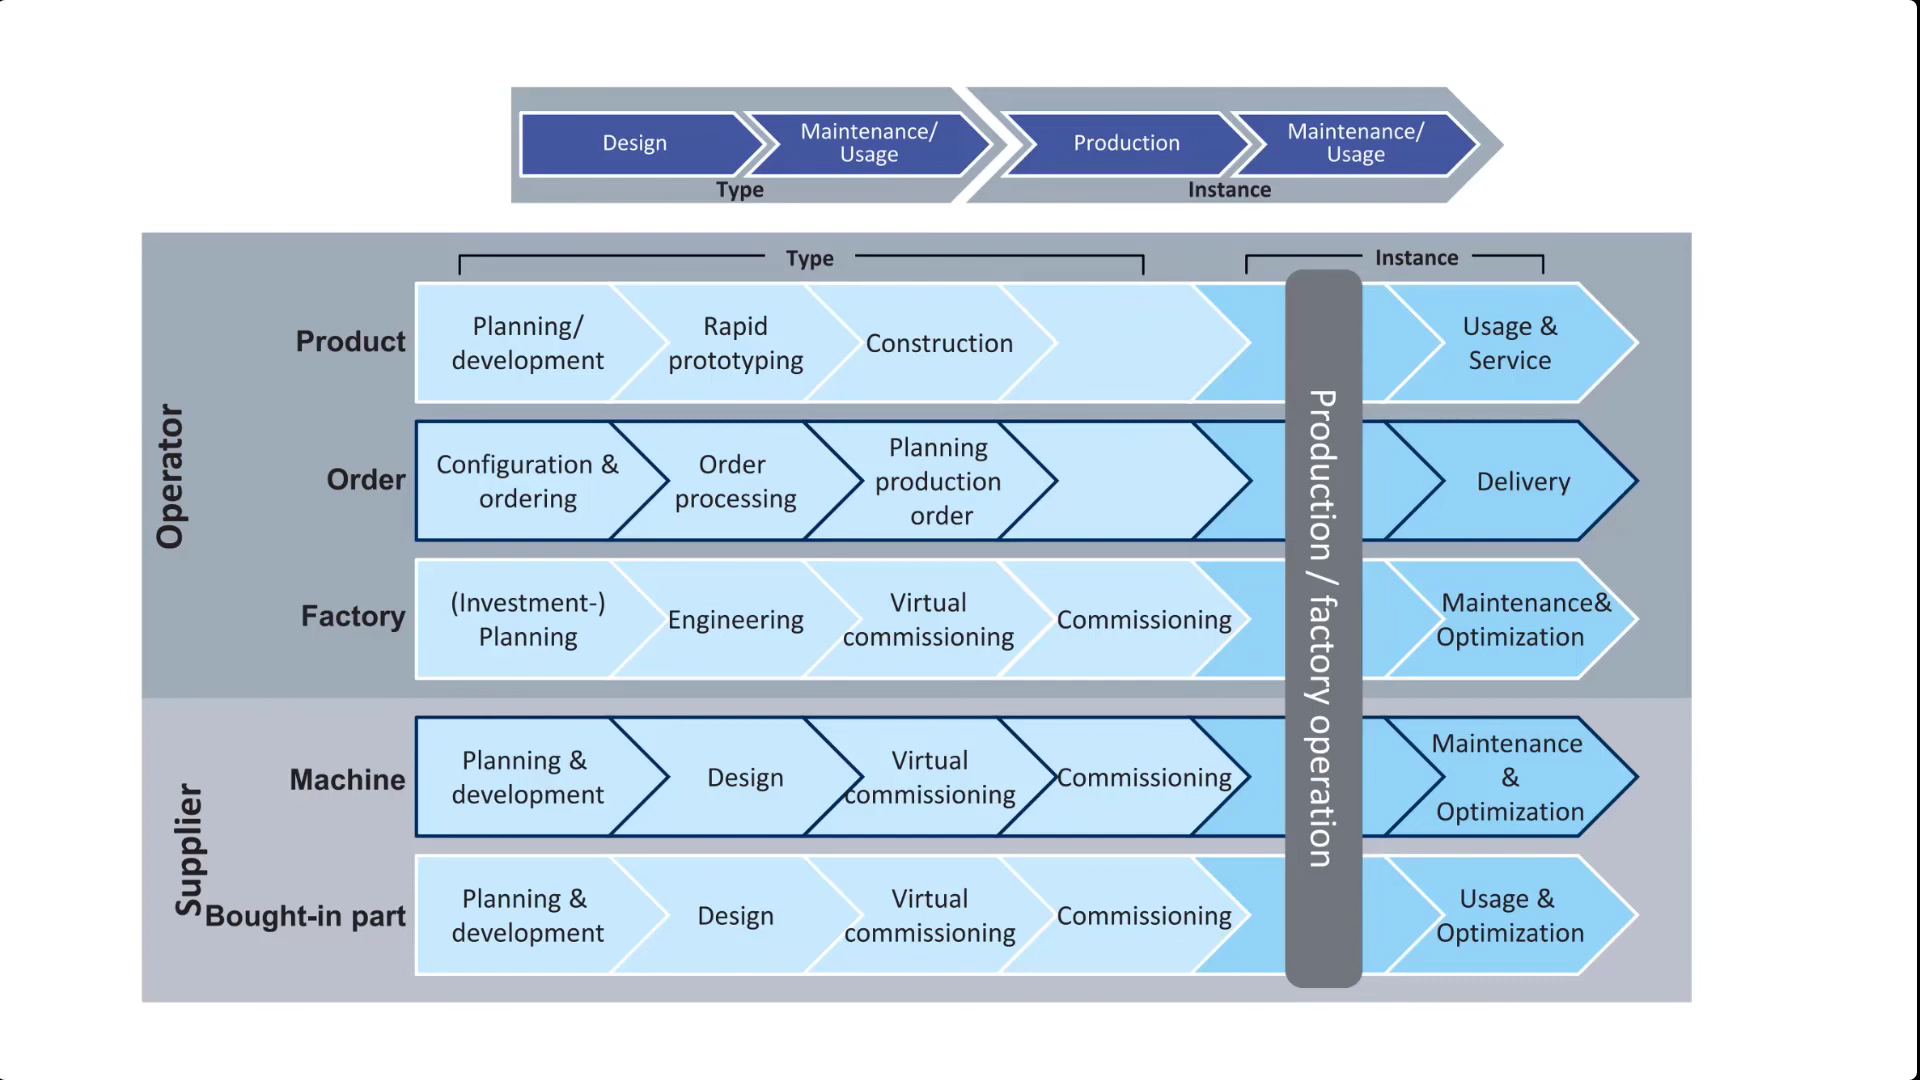 Design
Maintenance/
Usage
Production
Maintenance/
Usage
Type
Instance
Type
Instance
Operator
Product
Planning/
development
Rapid
prototyping
Construction
Usage &
Service
Order
Configuration &
ordering
Order
processing
Planning
production
order
Delivery
Factory
(Investment-)
Planning
Engineering
Virtual
commissioning
Commissioning
Maintenance&
Optimization
Production / factory operation
Supplier
Machine
Planning &
development
Design
Virtual
commissioning
Commissioning
Maintenance
&
Optimization
Bought-in part
Planning &
development
Design
Virtual
commissioning
Commissioning
Usage &
Optimization